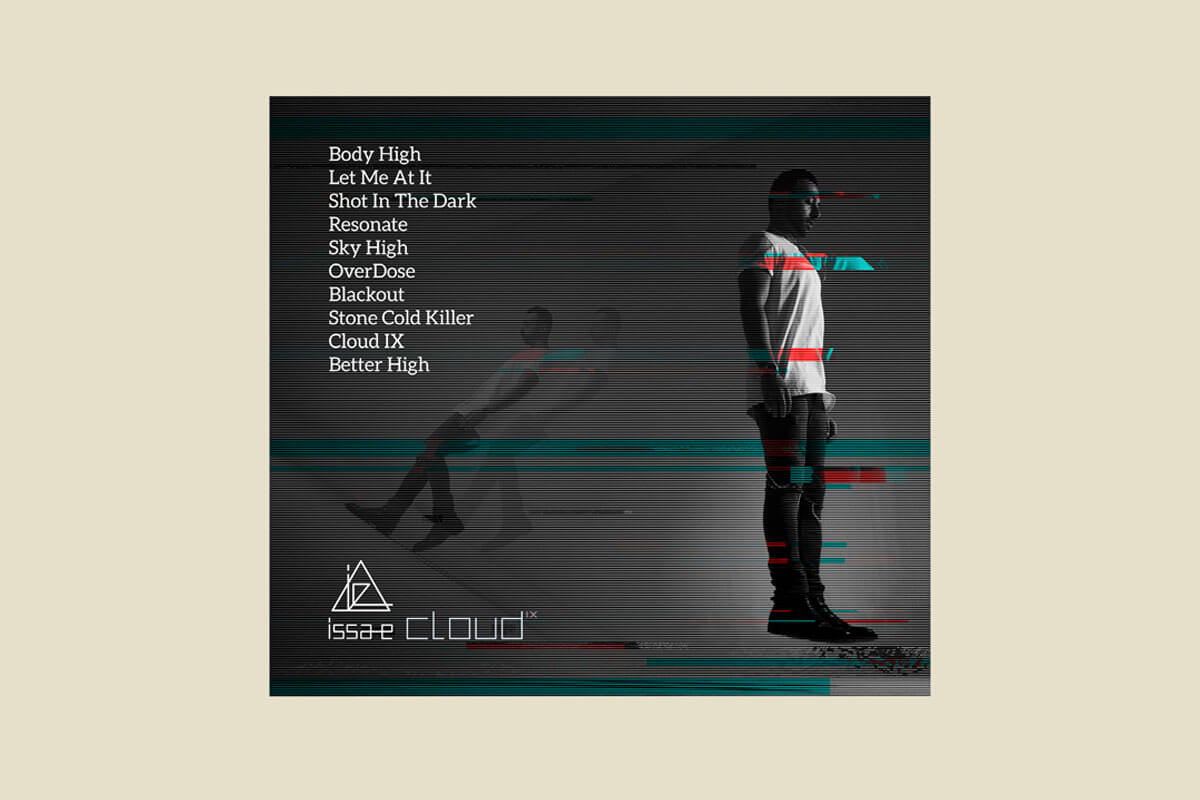 Body High
Let Me At It
Shot In The Dark
Resonate
Sky High
OverDose
Blackout
Stone Cold Killer
Cloud IX
Better High
ie
issa-e cloud IX